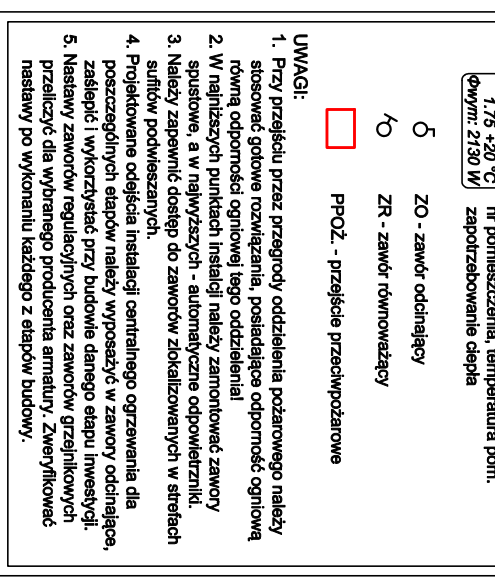 1.75 +20 °C nr pomieszczenia, temperatura pom.
Φwym: 2130 W zapotrzebowanie ciepła
ZO - zawór odcinający
ZR - zawór równoważący
PPOŻ. - przejście przeciwpożarowe
UWAGI:
1. Przy przejściu przez przegrody oddzielenia pożarowego należy
stosować gotowe rozwiązania, posiadające odporność ogniową
równą odporności ogniowej tego oddzielenia!
2. W najniższych punktach instalcji należy zamontować zawory
spustowe, a w najwyższych - automatyczne odpowietrzniki.
3. Należy zapewnić dostęp do zaworów zlokalizowanych w strefach
sufitów podwieszanych.
4. Projektowane odejścia instalacji centralnego ogrzewania dla
poszczególnych etapów należy wyposażyć w zawory odcinające,
zaślepić i wykorztystać przy budowie danego etapu inwestycji.
5. Nastawy zaworów regulacyjnych oraz zaworów grzejnikowych
przeliczyć dla wybranego producenta armatury. Zweryfikować
nastawy po wykonaniu każdego z etapów budowy.